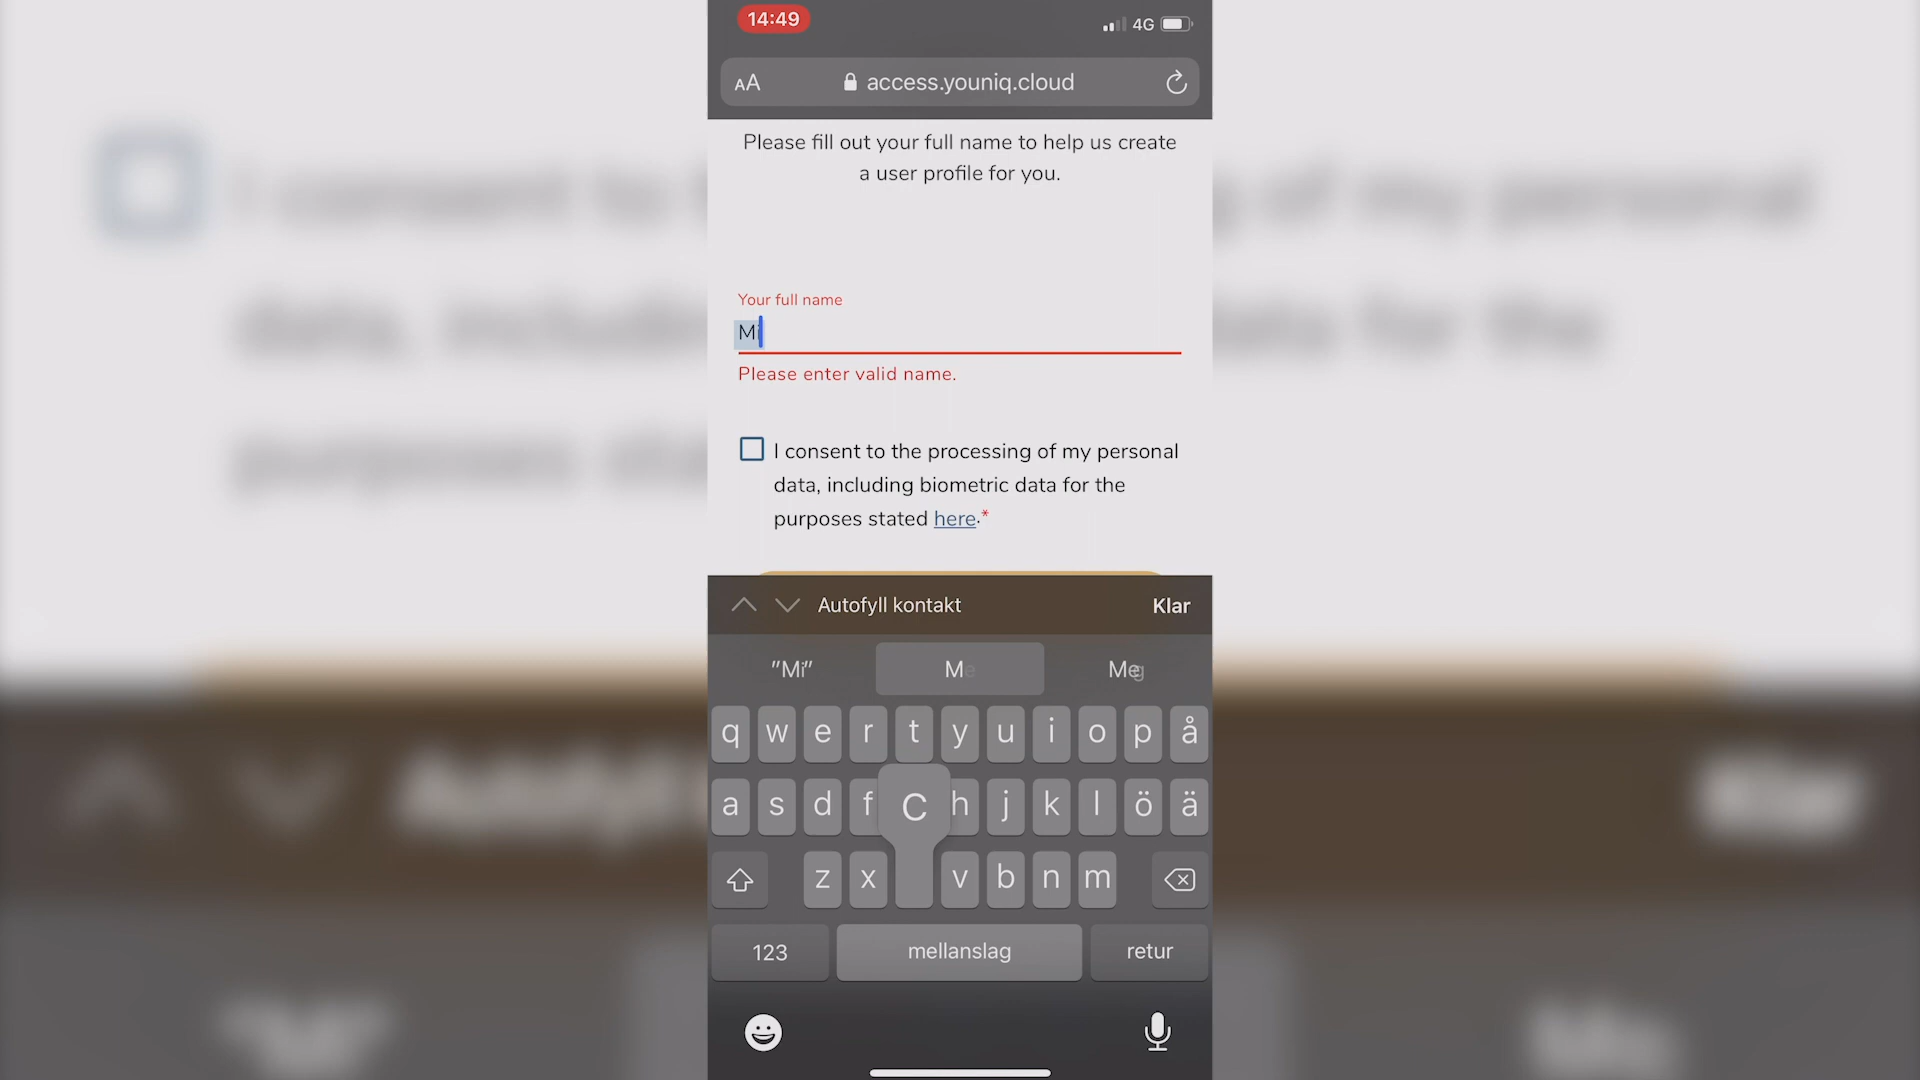 14:49
4G
AA
access.youniq.cloud
Please fill out your full name to help us create
a user profile for you.
Your full name
Mi
Please enter valid name.
I consent to the processing of my personal
data, including biometric data for the
purposes stated here.*
Autofyll kontakt
Klar
"Mi" Me Meg
q w e r t y u i o p å
a s d f C h j k l ö ä
z x v b n m
123 mellanslag retur